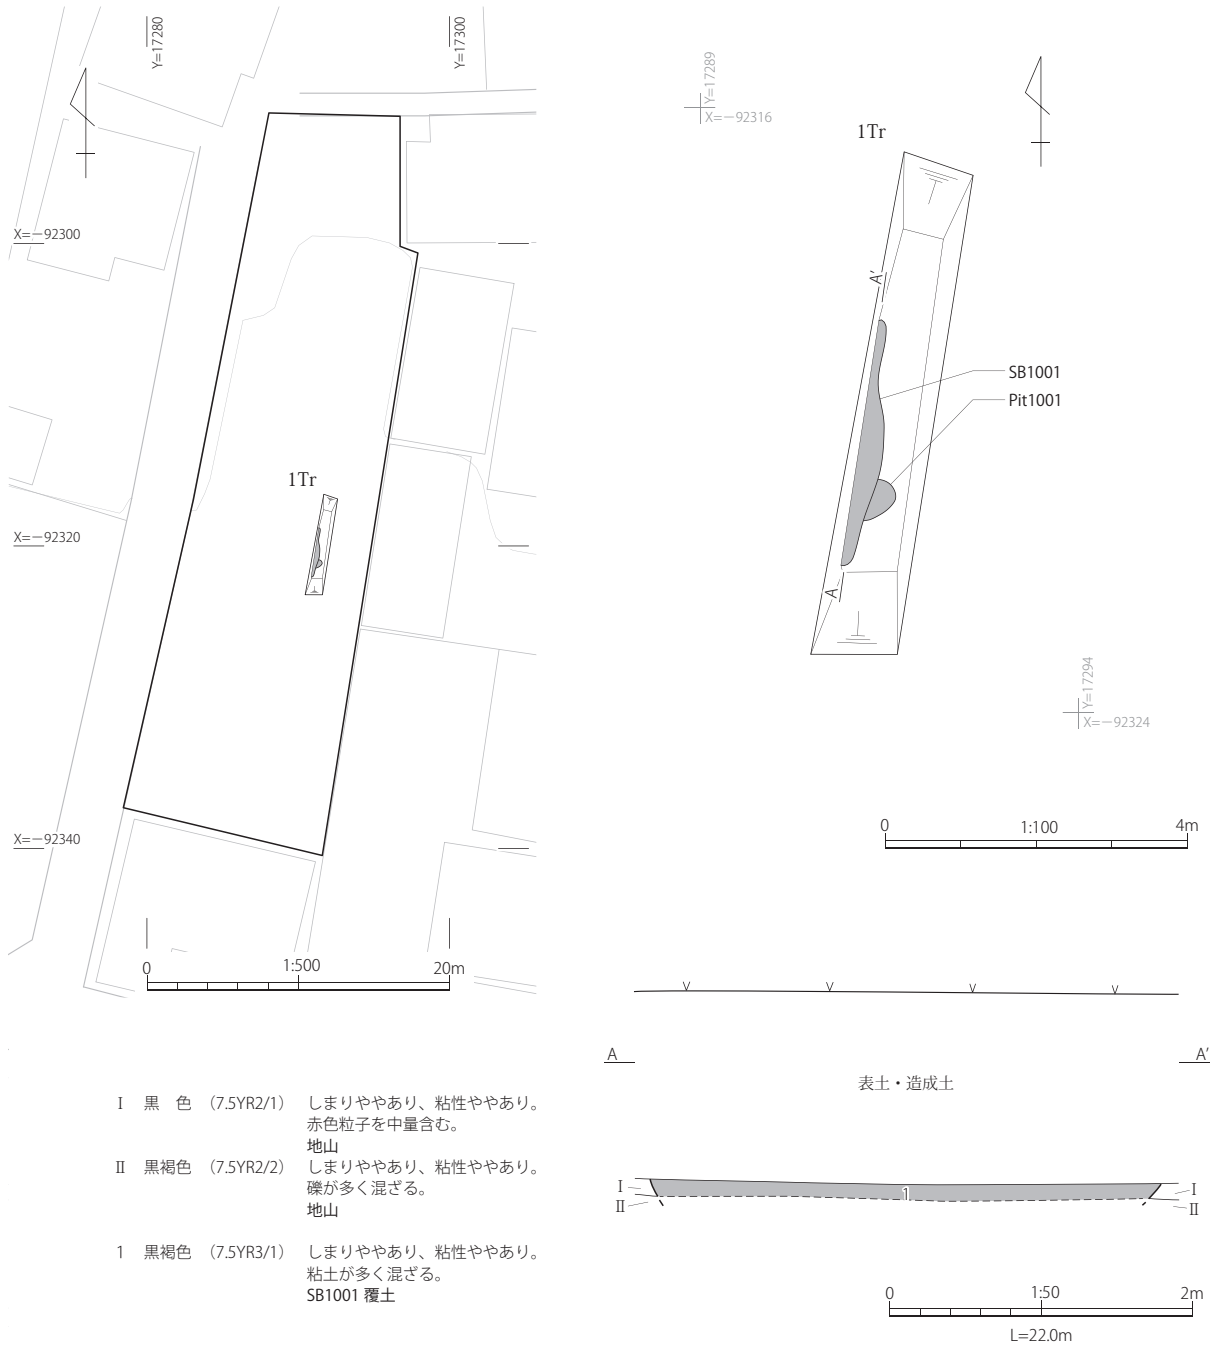 Y=17280
Y=17300
X=−92300
X=−92320
X=−92340
1Tr
0
1:500
20m
Y=17289
X=−92316
1Tr
A'
SB1001
Pit1001
A
Y=17294
X=−92324
0
1:100
4m
A
A'
表土・造成土
Ⅰ
Ⅱ
1
Ⅰ
Ⅱ
0
1:50
2m
L=22.0m
Ⅰ 黒 色 （7.5YR2/1） しまりややあり、粘性ややあり。
赤色粒子を中量含む。
地山
Ⅱ 黒褐色 （7.5YR2/2） しまりややあり、粘性ややあり。
礫が多く混ざる。
地山
1 黒褐色 （7.5YR3/1） しまりややあり、粘性ややあり。
粘土が多く混ざる。
SB1001 覆土